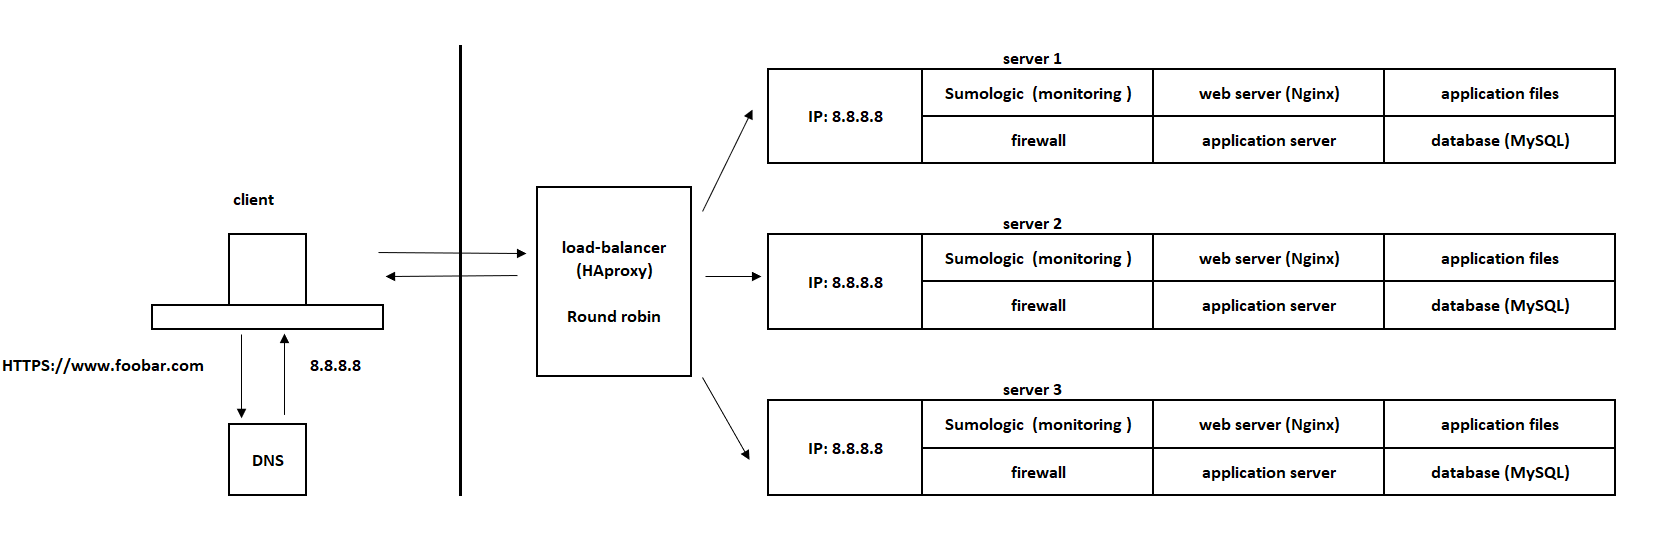 client
HTTPS://www.foobar.com
8.8.8.8
DNS
load-balancer
(HAproxy)
Round robin
server 1
IP: 8.8.8.8
Sumologic (monitoring )
web server (Nginx)
application files
firewall
application server
database (MySQL)
server 2
IP: 8.8.8.8
Sumologic (monitoring )
web server (Nginx)
application files
firewall
application server
database (MySQL)
server 3
IP: 8.8.8.8
Sumologic (monitoring )
web server (Nginx)
application files
firewall
application server
database (MySQL)